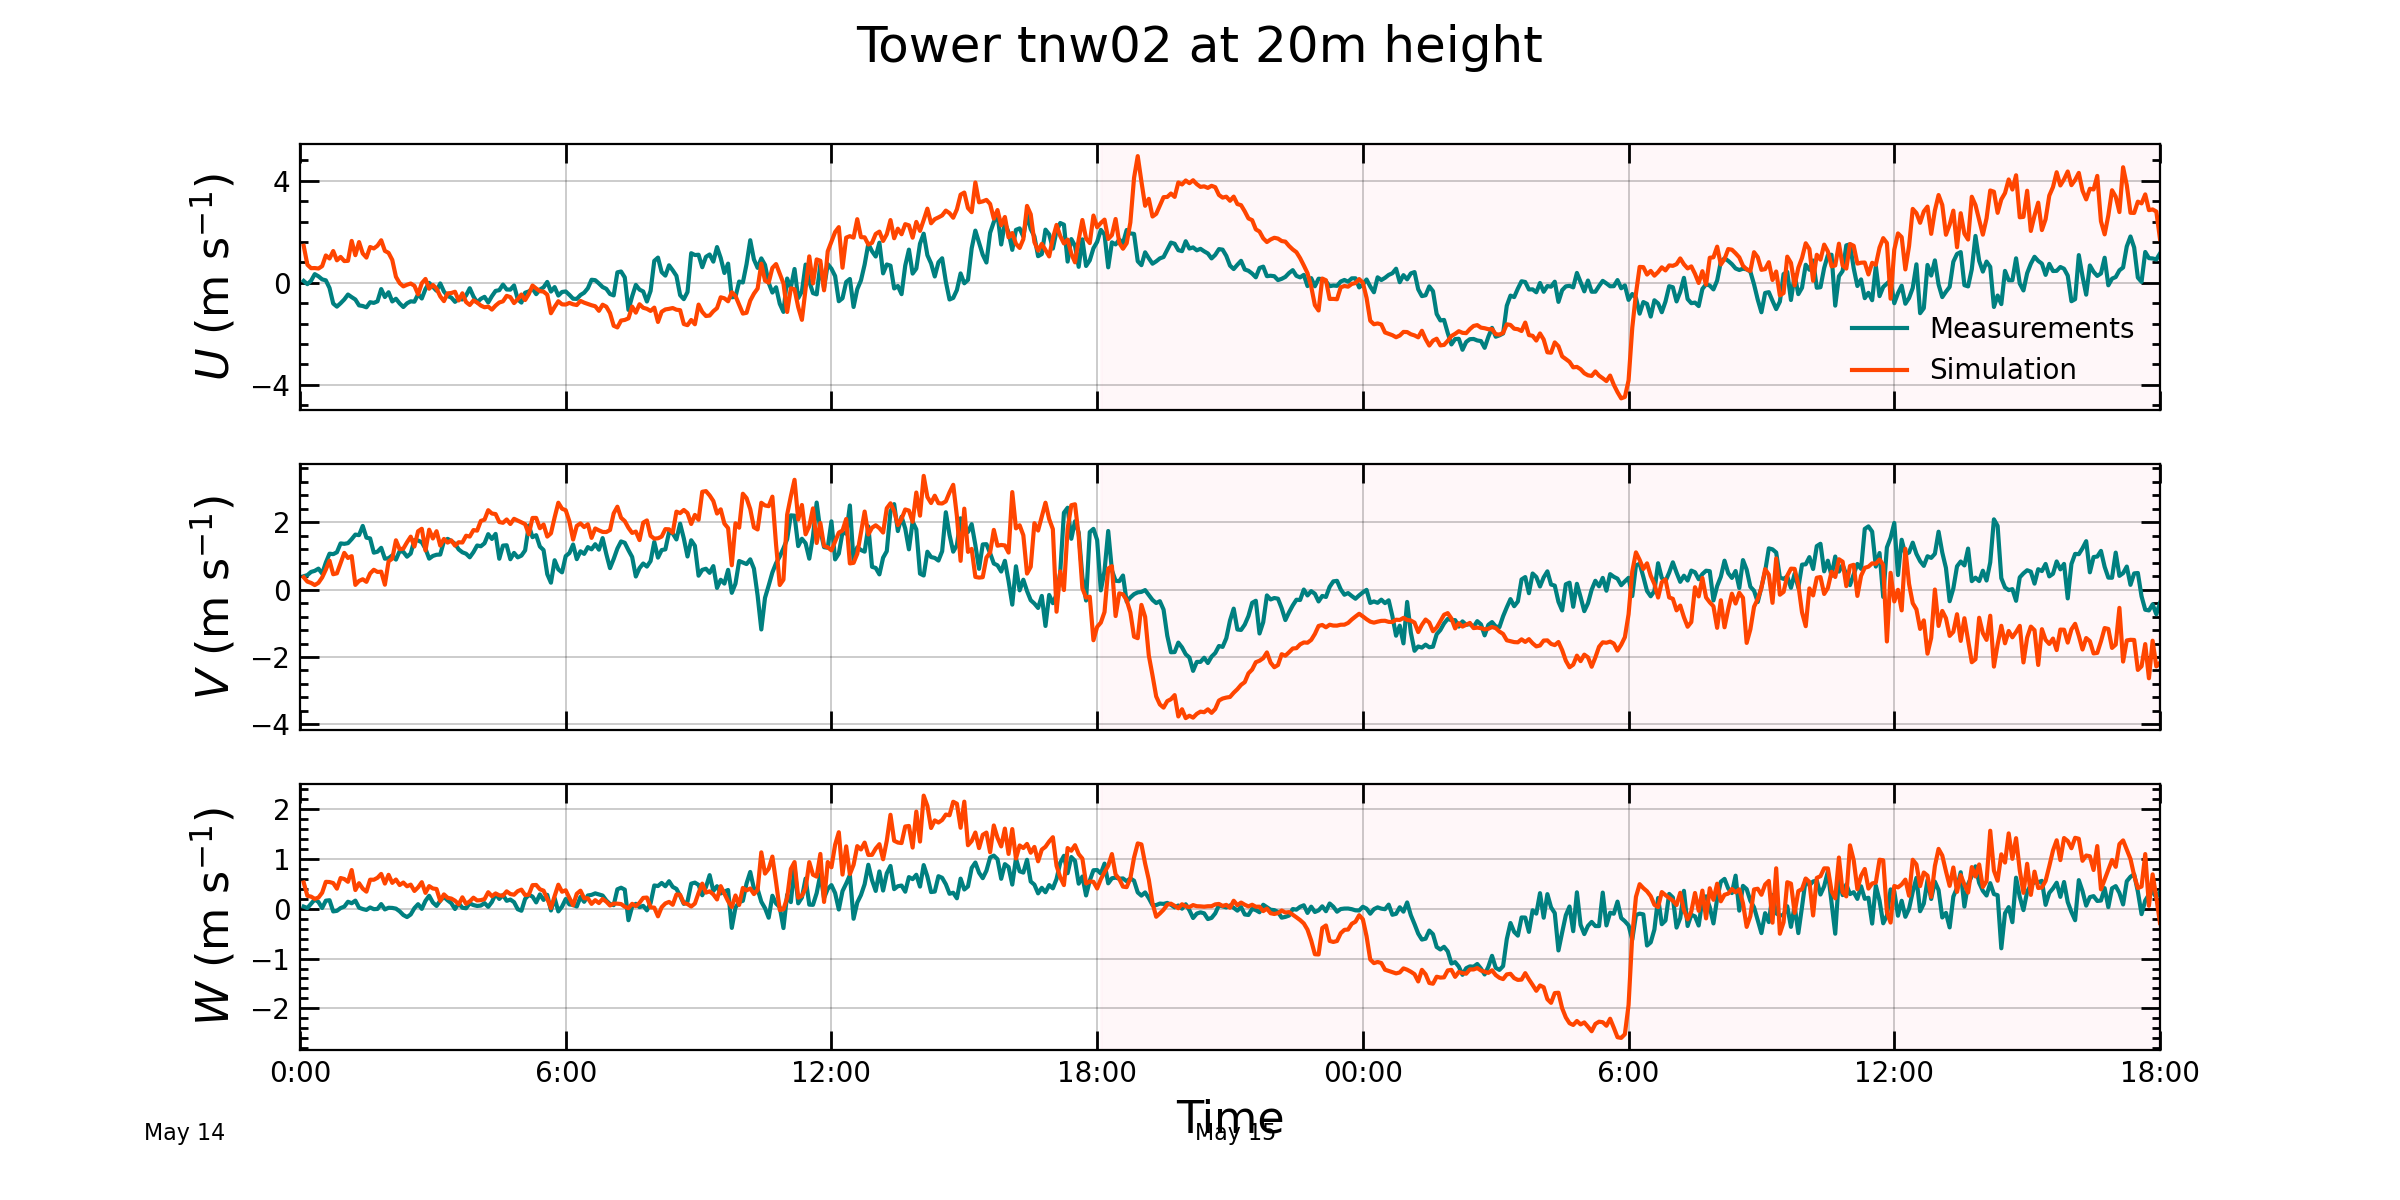 Tower tnw02 at 20m height
U (m s⁻¹)
4
0
−4
Measurements
Simulation
V (m s⁻¹)
2
0
−2
−4
W (m s⁻¹)
2
1
0
−1
−2
0:00 6:00 12:00 18:00 00:00 6:00 12:00 18:00
Time
May 14 May 15